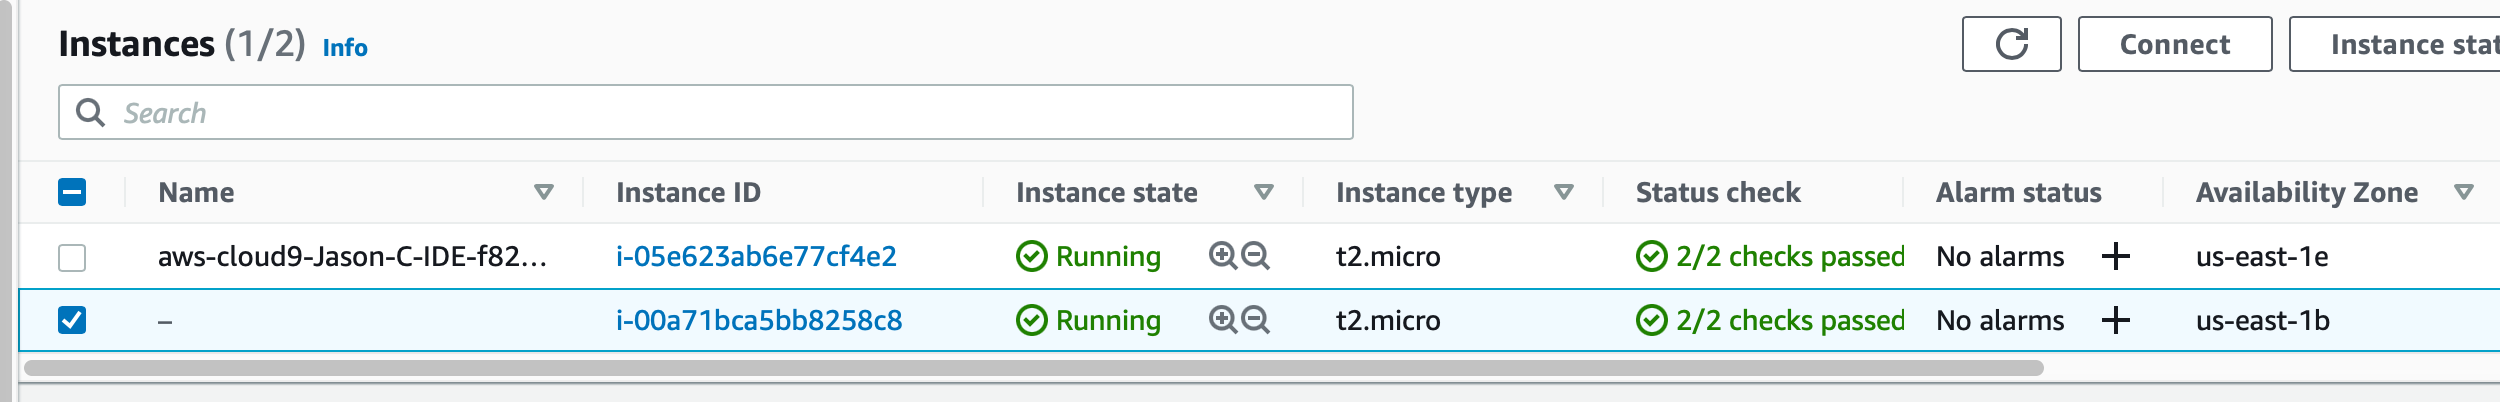 Instances (1/2) Info
Connect
Instance stat
Search
Name Instance ID Instance state Instance type Status check Alarm status Availability Zone
aws-cloud9-Jason-C-IDE-f82... i-05e623ab6e77cf4e2 Running t2.micro 2/2 checks passed No alarms + us-east-1e
– i-00a71bca5bb8258c8 Running t2.micro 2/2 checks passed No alarms + us-east-1b